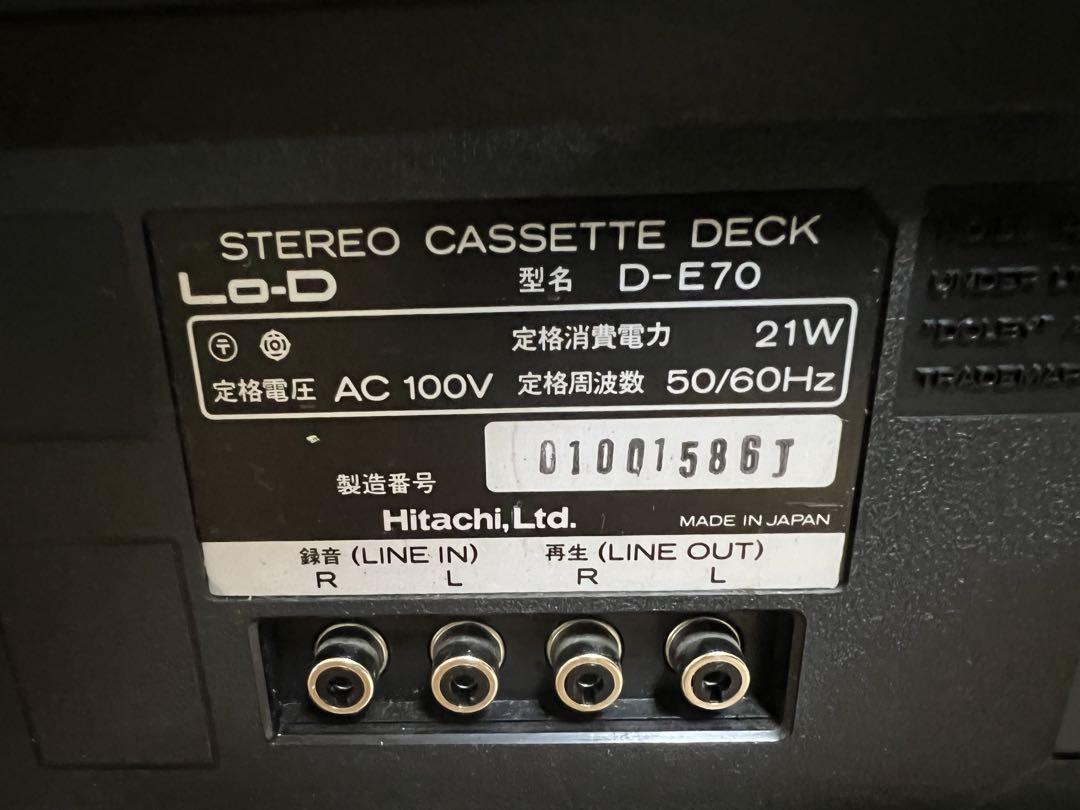 STEREO CASSETTE DECK
Lo-D 型名 D-E70
〒 定格消費電力 21W
定格電圧 AC 100V 定格周波数 50/60Hz
製造番号 01001586J
Hitachi, Ltd. MADE IN JAPAN
録音 (LINE IN) 再生 (LINE OUT)
R L R L
UNDER
"DOLBY"